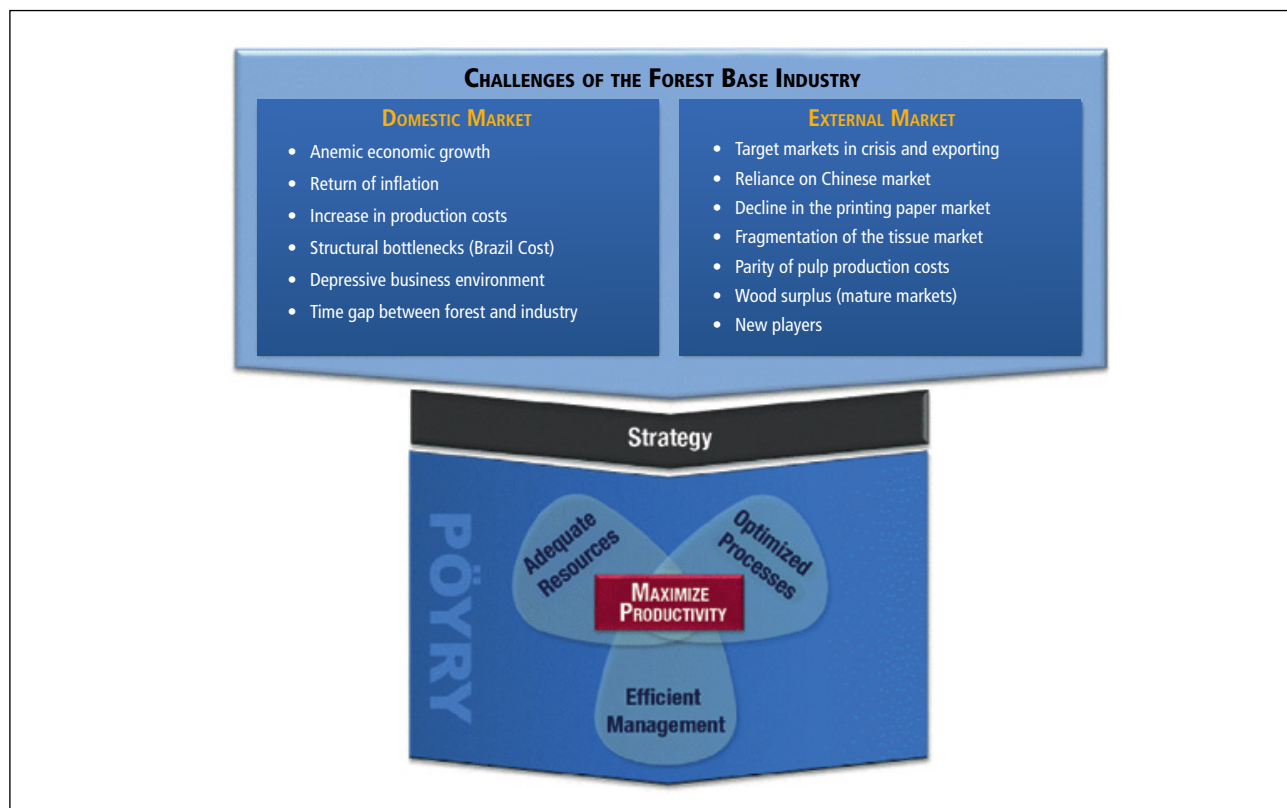 CHALLENGES OF THE FOREST BASE INDUSTRY
DOMESTIC MARKET
• Anemic economic growth
• Return of inflation
• Increase in production costs
• Structural bottlenecks (Brazil Cost)
• Depressive business environment
• Time gap between forest and industry
EXTERNAL MARKET
• Target markets in crisis and exporting
• Reliance on Chinese market
• Decline in the printing paper market
• Fragmentation of the tissue market
• Parity of pulp production costs
• Wood surplus (mature markets)
• New players
Strategy
PÖYRY
Adequate
Resources
Optimized
Processes
MAXIMIZE
PRODUCTIVITY
Efficient
Management